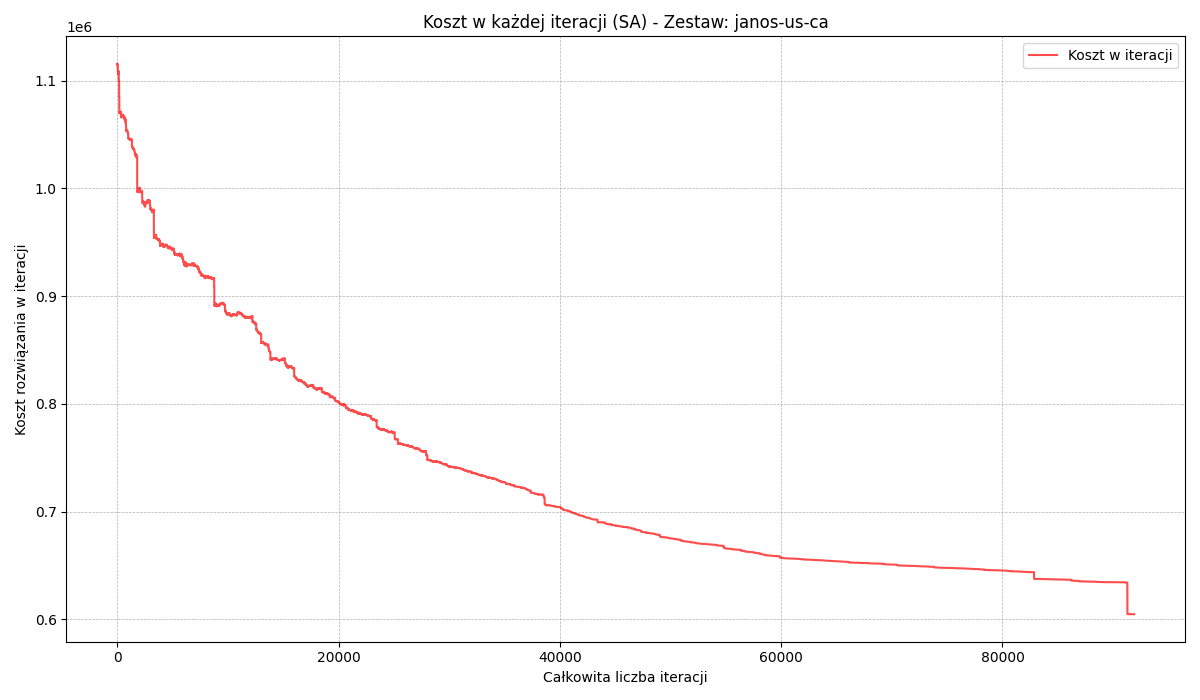 Koszt w każdej iteracji (SA) - Zestaw: janos-us-ca
1e6
Koszt w iteracji
1.1
1.0
0.9
0.8
0.7
0.6
Koszt rozwiązania w iteracji
0 20000 40000 60000 80000
Całkowita liczba iteracji